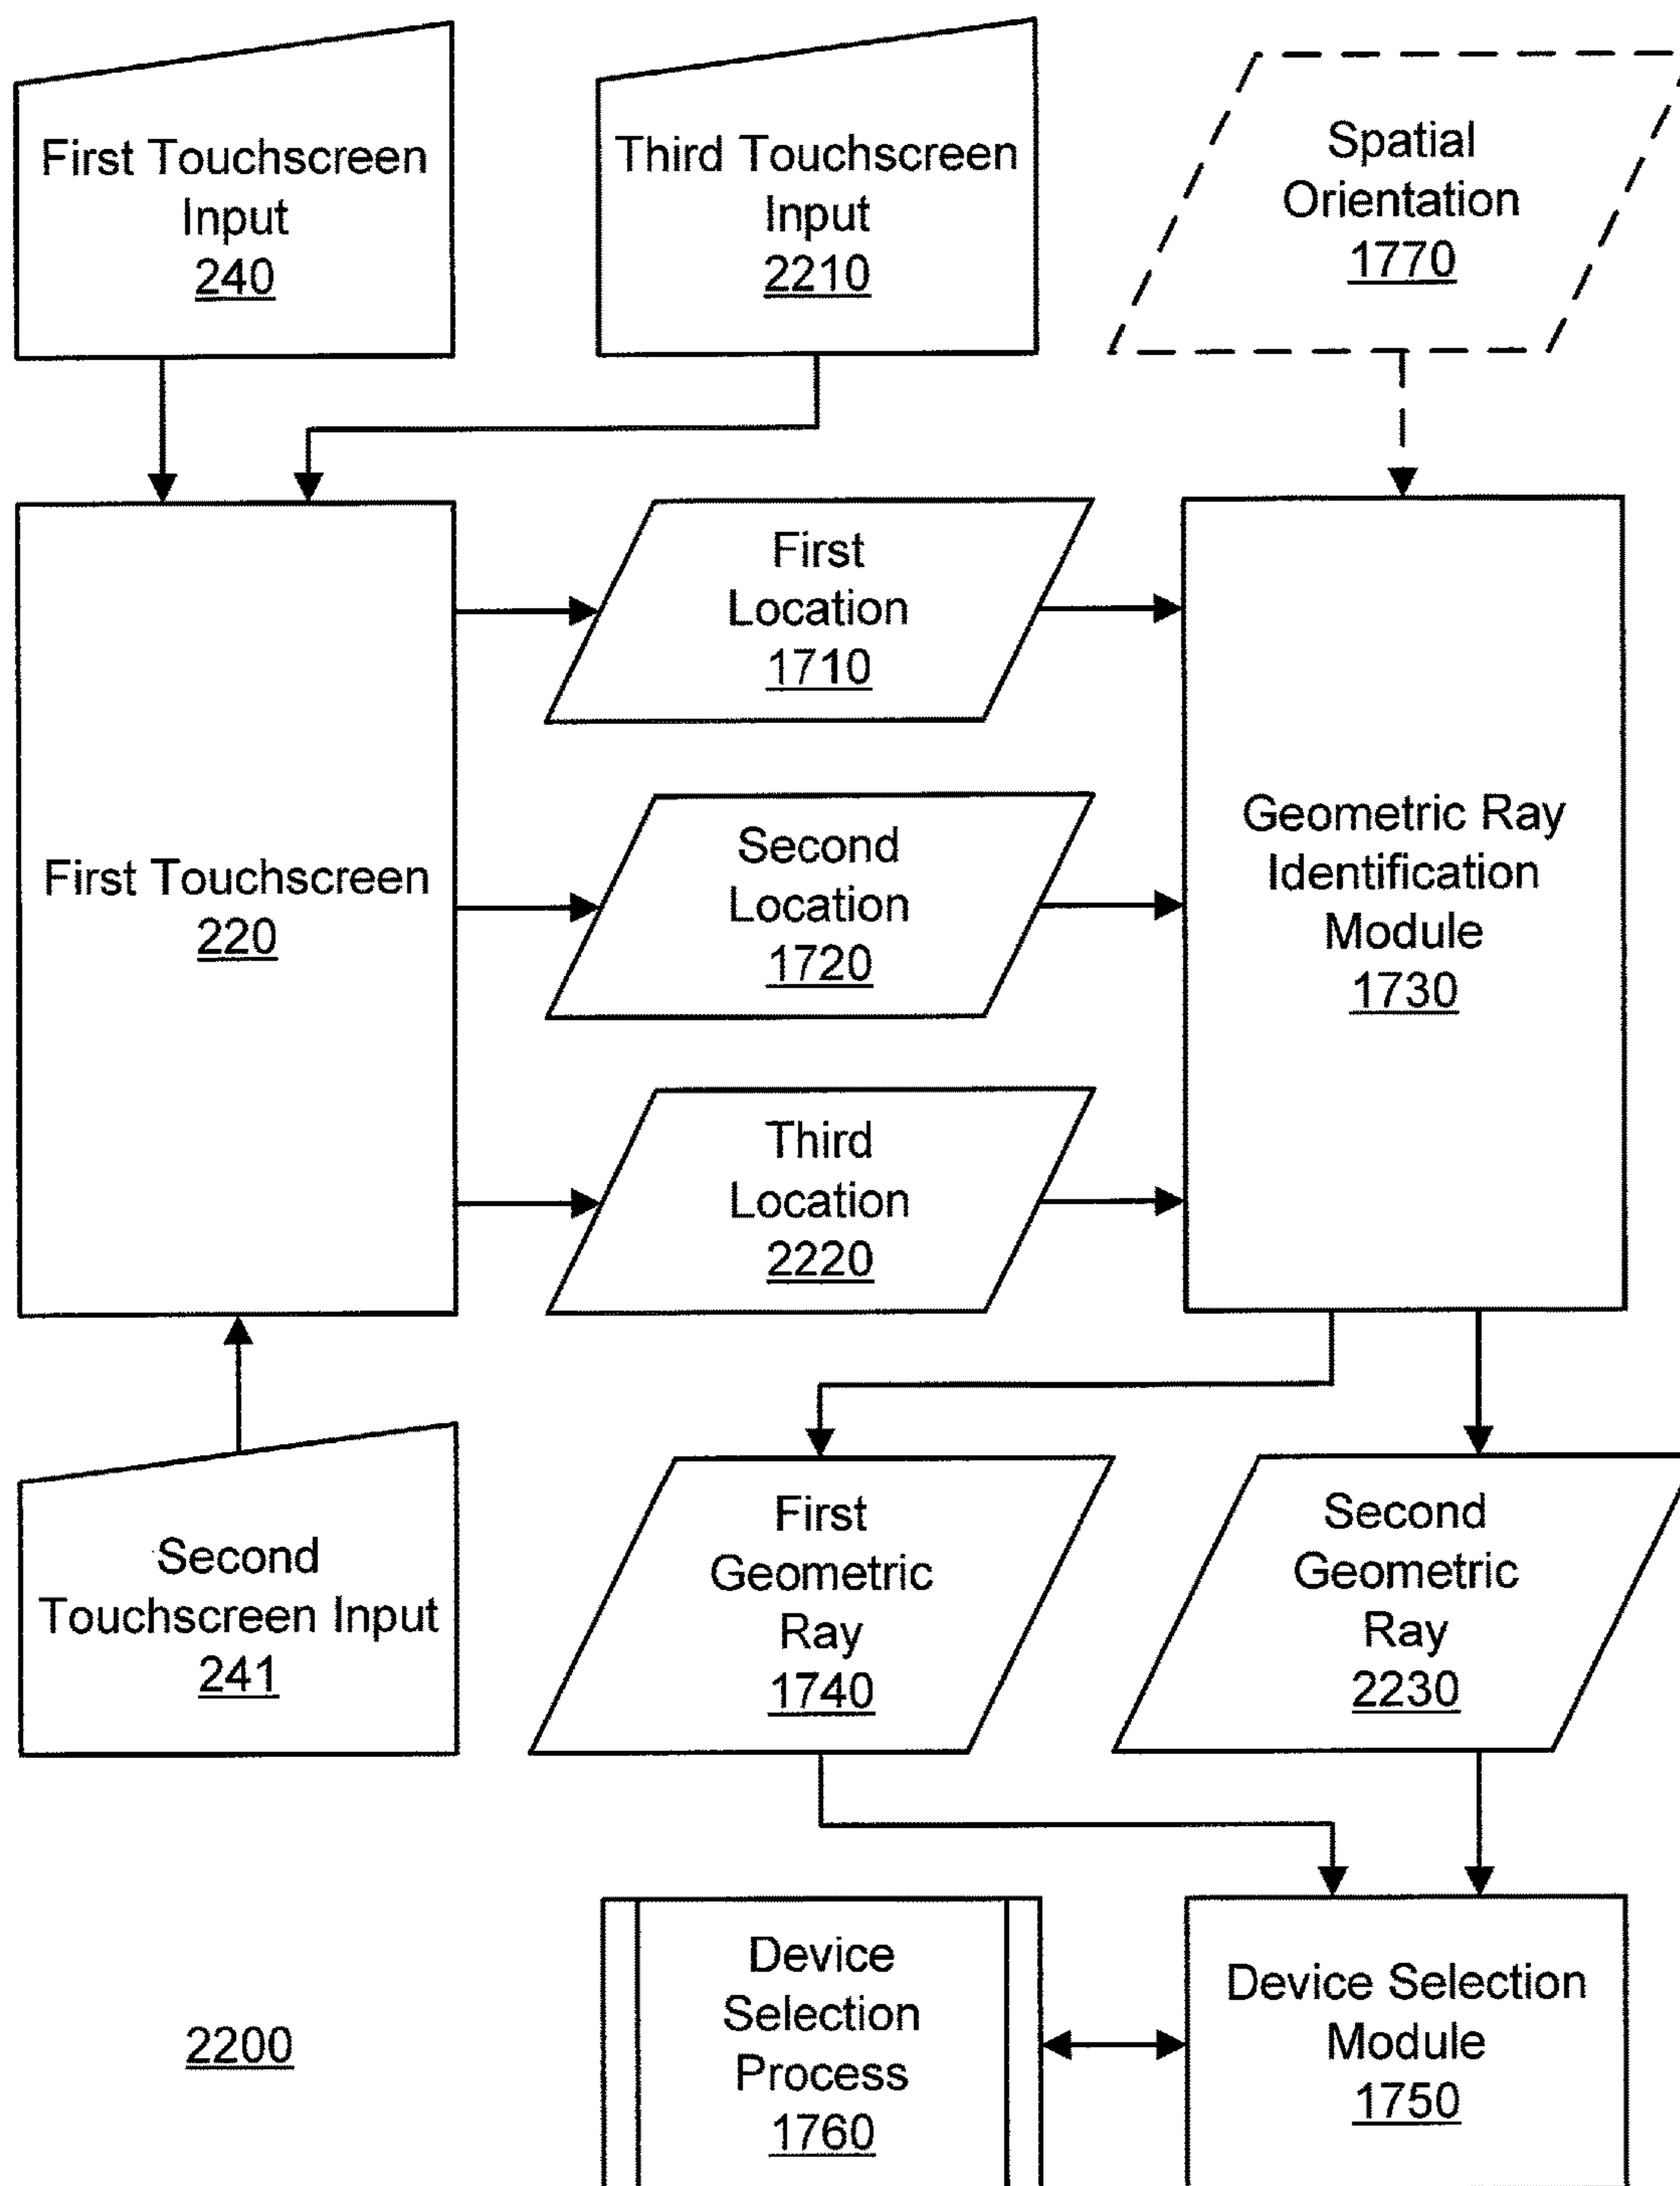 First Touchscreen
Input
240
Third Touchscreen
Input
2210
Spatial
Orientation
1770
First Touchscreen
220
First
Location
1710
Second
Location
1720
Third
Location
2220
Geometric Ray
Identification
Module
1730
Second
Touchscreen Input
241
First
Geometric
Ray
1740
Second
Geometric
Ray
2230
2200
Device
Selection
Process
1760
Device Selection
Module
1750